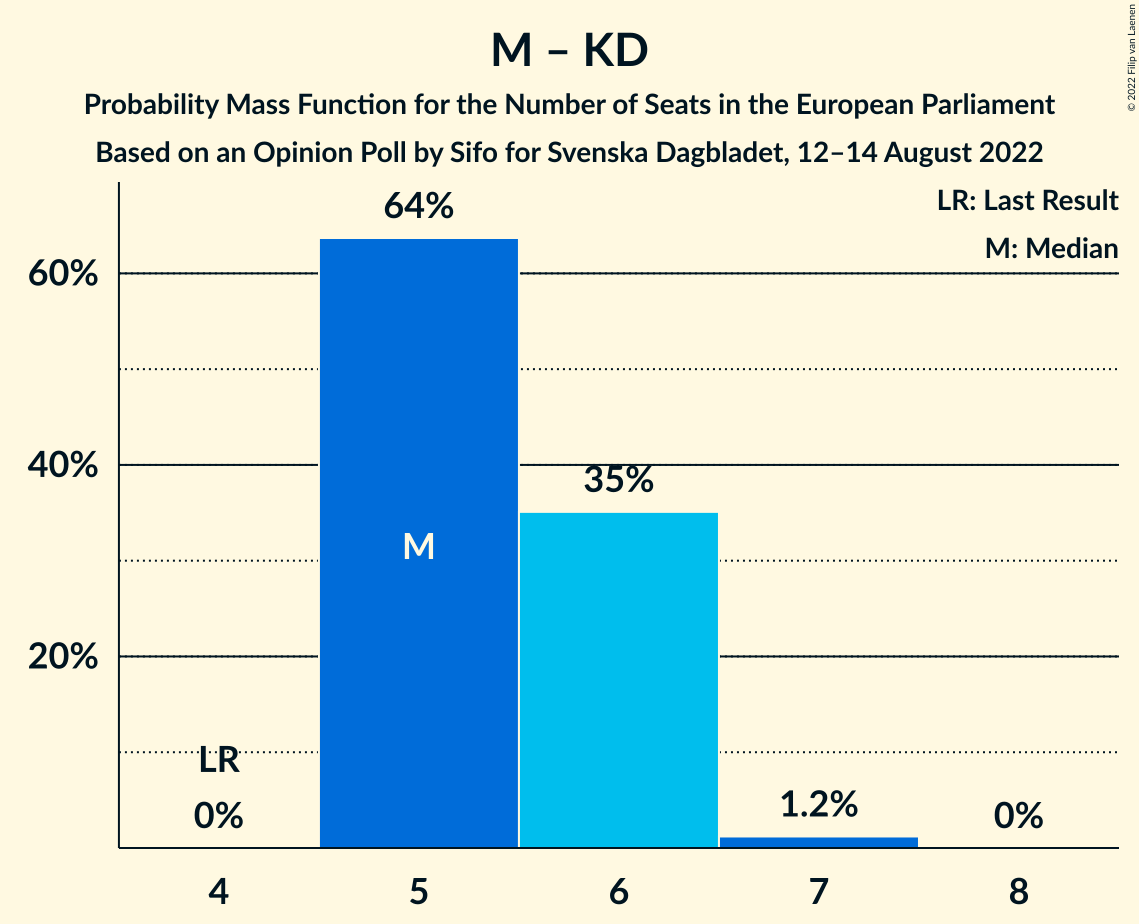 M – KD
Probability Mass Function for the Number of Seats in the European Parliament
Based on an Opinion Poll by Sifo for Svenska Dagbladet, 12–14 August 2022
© 2022 Filip van Laenen
LR: Last Result
M: Median
60%
40%
20%
64%
35%
M
LR
0%
1.2%
0%
4 5 6 7 8